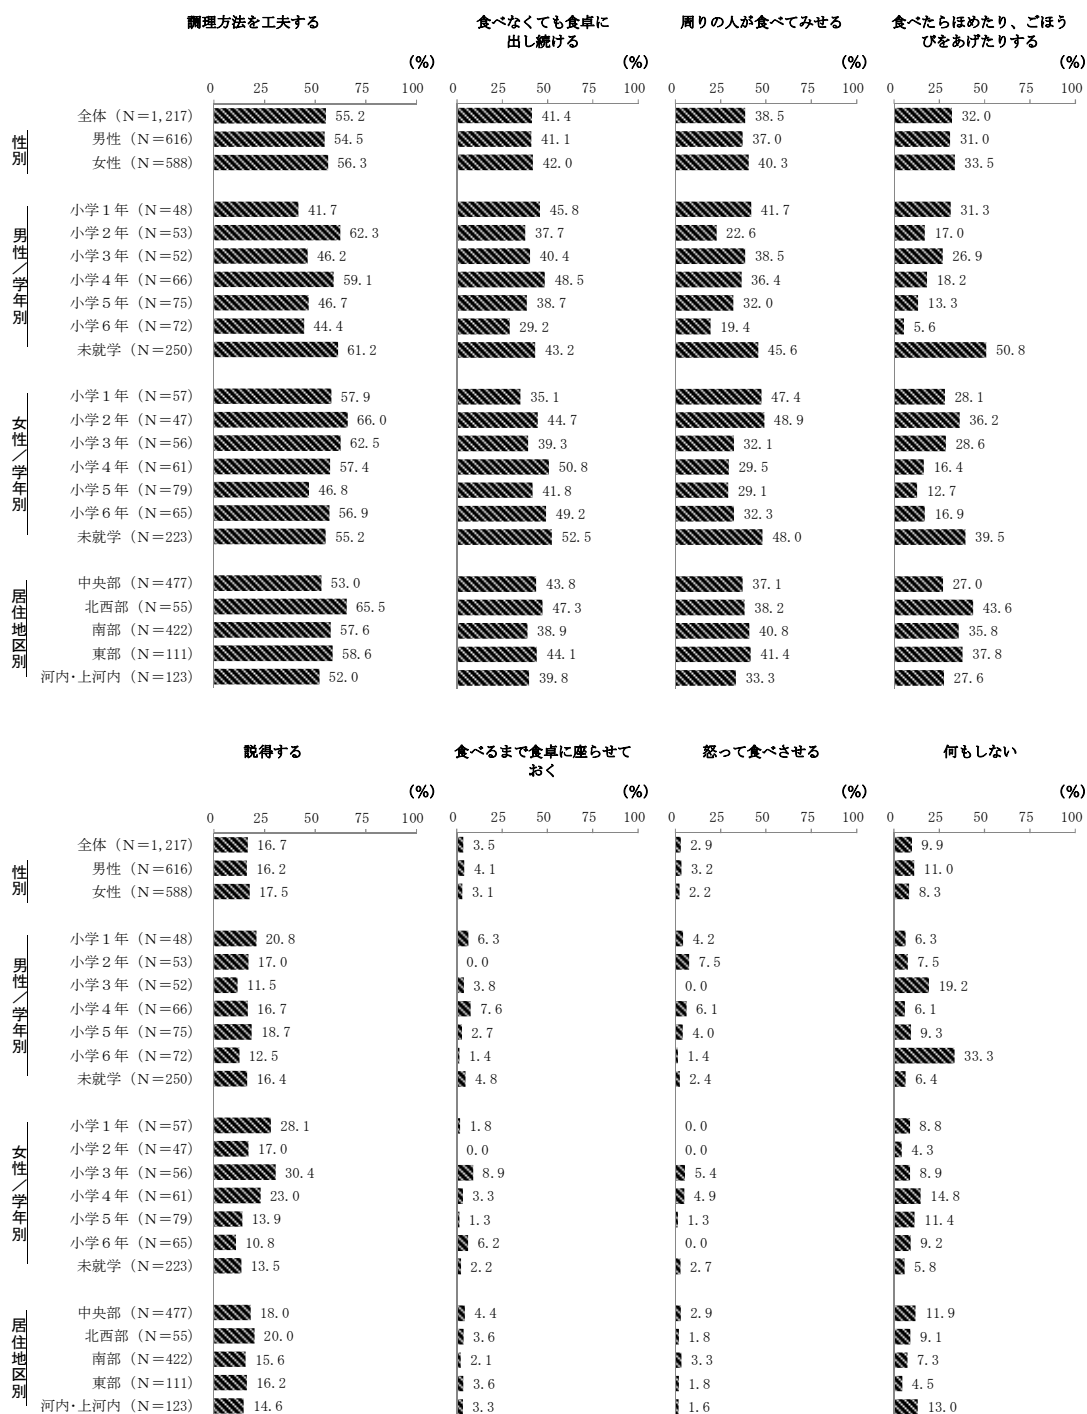 調理方法を工夫する
食べなくても食卓に
出し続ける
周りの人が食べてみせる
食べたらほめたり、ごほう
びをあげたりする
(%) (%) (%) (%)
0 25 50 75 100 0 25 50 75 100 0 25 50 75 100 0 25 50 75 100
全体（N＝1,217） 55.2 41.4 38.5 32.0
性別
男性（N＝616） 54.5 41.1 37.0 31.0
女性（N＝588） 56.3 42.0 40.3 33.5
男性／学年別
小学１年（N＝48） 41.7 45.8 41.7 31.3
小学２年（N＝53） 62.3 37.7 22.6 17.0
小学３年（N＝52） 46.2 40.4 38.5 26.9
小学４年（N＝66） 59.1 48.5 36.4 18.2
小学５年（N＝75） 46.7 38.7 32.0 13.3
小学６年（N＝72） 44.4 29.2 19.4 5.6
未就学（N＝250） 61.2 43.2 45.6 50.8
女性／学年別
小学１年（N＝57） 57.9 35.1 47.4 28.1
小学２年（N＝47） 66.0 44.7 48.9 36.2
小学３年（N＝56） 62.5 39.3 32.1 28.6
小学４年（N＝61） 57.4 50.8 29.5 16.4
小学５年（N＝79） 46.8 41.8 29.1 12.7
小学６年（N＝65） 56.9 49.2 32.3 16.9
未就学（N＝223） 55.2 52.5 48.0 39.5
居住地区別
中央部（N＝477） 53.0 43.8 37.1 27.0
北西部（N＝55） 65.5 47.3 38.2 43.6
南部（N＝422） 57.6 38.9 40.8 35.8
東部（N＝111） 58.6 44.1 41.4 37.8
河内・上河内（N＝123） 52.0 39.8 33.3 27.6
説得する
食べるまで食卓に座らせて
おく
怒って食べさせる
何もしない
(%) (%) (%) (%)
0 25 50 75 100 0 25 50 75 100 0 25 50 75 100 0 25 50 75 100
全体（N＝1,217） 16.7 3.5 2.9 9.9
性別
男性（N＝616） 16.2 4.1 3.2 11.0
女性（N＝588） 17.5 3.1 2.2 8.3
男性／学年別
小学１年（N＝48） 20.8 6.3 4.2 6.3
小学２年（N＝53） 17.0 0.0 7.5 7.5
小学３年（N＝52） 11.5 3.8 0.0 19.2
小学４年（N＝66） 16.7 7.6 6.1 6.1
小学５年（N＝75） 18.7 2.7 4.0 9.3
小学６年（N＝72） 12.5 1.4 1.4 33.3
未就学（N＝250） 16.4 4.8 2.4 6.4
女性／学年別
小学１年（N＝57） 28.1 1.8 0.0 8.8
小学２年（N＝47） 17.0 0.0 0.0 4.3
小学３年（N＝56） 30.4 8.9 5.4 8.9
小学４年（N＝61） 23.0 3.3 4.9 14.8
小学５年（N＝79） 13.9 1.3 1.3 11.4
小学６年（N＝65） 10.8 6.2 0.0 9.2
未就学（N＝223） 13.5 2.2 2.7 5.8
居住地区別
中央部（N＝477） 18.0 4.4 2.9 11.9
北西部（N＝55） 20.0 3.6 1.8 9.1
南部（N＝422） 15.6 2.1 3.3 7.3
東部（N＝111） 16.2 3.6 1.8 4.5
河内・上河内（N＝123） 14.6 3.3 1.6 13.0